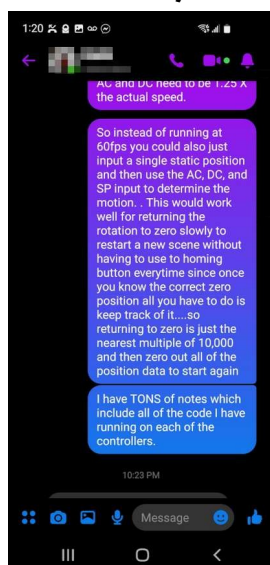 1:20
AC and DC need to be 1.25 X
the actual speed.
So instead of running at
60fps you could also just
input a single static position
and then use the AC, DC, and
SP input to determine the
motion. . This would work
well for returning the
rotation to zero slowly to
restart a new scene without
having to use to homing
button everytime since once
you know the correct zero
position all you have to do is
keep track of it....so
returning to zero is just the
nearest multiple of 10,000
and then zero out all of the
position data to start again
I have TONS of notes which
include all of the code I have
running on each of the
controllers.
10:23 PM
Message